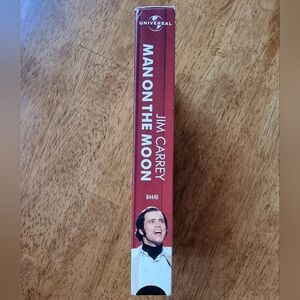 UNIVERSAL
JIM CARREY
MAN ON THE MOON
84440